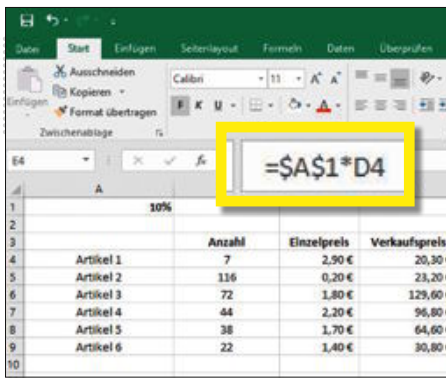 Datei Start Einfügen Seitenlayout Formeln Daten Überprüfen
Ausschneiden
Kopieren
Format übertragen
Einfügen
Zwischenablage
Calibri 11 A A
F K U A
E4 fx =$A$1*D4
A
1 10%
2
3 Anzahl Einzelpreis Verkaufspreis
4 Artikel 1 7 2,90 € 20,30
5 Artikel 2 116 0,20 € 23,20
6 Artikel 3 72 1,80 € 129,60
7 Artikel 4 44 2,20 € 96,80
8 Artikel 5 38 1,70 € 64,60
9 Artikel 6 22 1,40 € 30,80
10